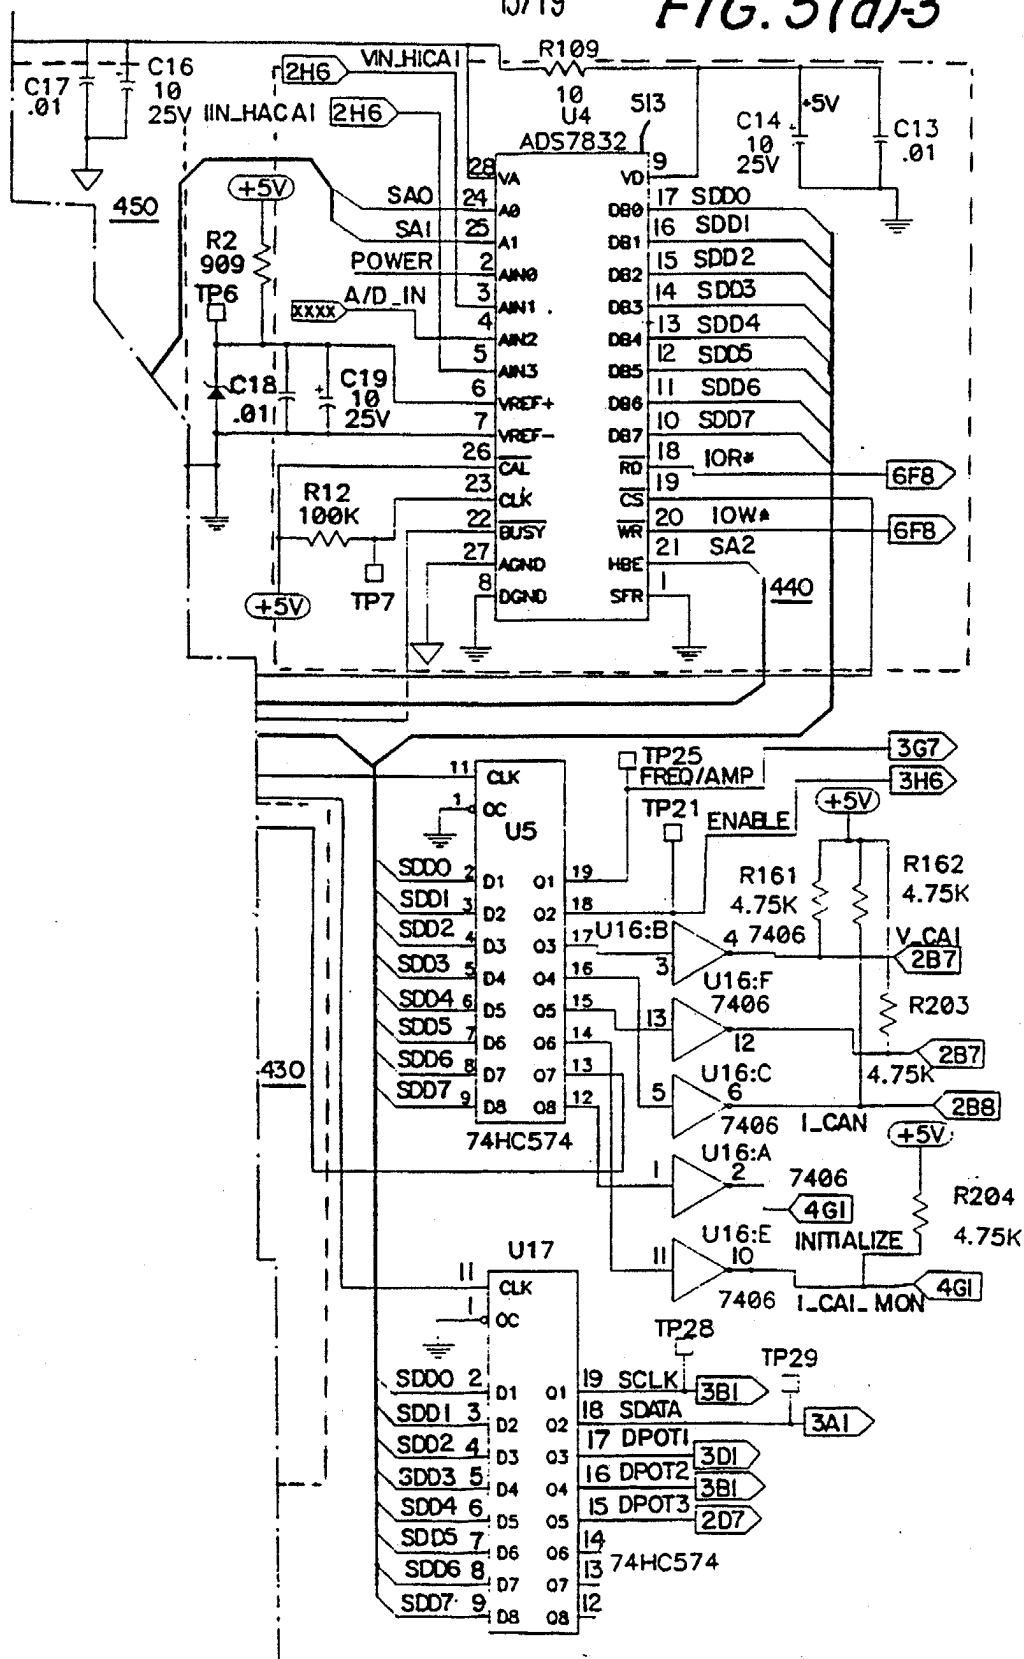 15/19
FIG. 5(d)-3
C17
.01
C16
10
25V
2H6
VIN_HICAI
IIN_HACAI
2H6
R109
10
U4
ADS7832
513
C14
10
25V
+5V
C13
.01
450
+5V
R2
909
TP6
C18
.01
C19
10
25V
28 VA
SA0 24 A0
SA1 25 A1
POWER 2 AIN0
3 AIN1
XXXX A/D_IN
4 AIN2
5 AIN3
6 VREF+
7 VREF-
26 CAL
23 CLK
22 BUSY
27 AGND
8 DGND
9 VD
DB0 17 SDD0
DB1 16 SDD1
DB2 15 SDD2
DB3 14 SDD3
DB4 13 SDD4
DB5 12 SDD5
DB6 11 SDD6
DB7 10 SDD7
RD 18 IOR* 6F8
CS 19
WR 20 IOW* 6F8
HBE 21 SA2
SFR 1
R12
100K
TP7
+5V
440
TP25
FREQ/AMP
3G7
TP21
ENABLE
3H6
+5V
11 CLK
1 OC
U5
SDD0 2 D1 Q1 19
SDD1 3 D2 Q2 18
SDD2 4 D3 Q3 17
SDD3 5 D4 Q4 16
SDD4 6 D5 Q5 15
SDD5 7 D6 Q6 14
SDD6 8 D7 Q7 13
SDD7 9 D8 Q8 12
74HC574
430
R161
4.75K
R162
4.75K
U16:B
3
4
7406
V_CAI
2B7
U16:F
7406
13
12
R203
4.75K
2B7
U16:C
5
6
7406
I_CAN
2B8
+5V
U16:A
1
2
7406
4G1
R204
4.75K
U16:E
11
10
7406
INITIALIZE
I_CAI_MON
4G1
U17
11 CLK
1 OC
TP28
TP29
SDD0 2 D1 Q1 19 SCLK 3B1
SDD1 3 D2 Q2 18 SDATA 3A1
SDD2 4 D3 Q3 17 DPOT1 3D1
SDD3 5 D4 Q4 16 DPOT2 3B1
SDD4 6 D5 Q5 15 DPOT3 2D7
SDD5 7 D6 Q6 14
SDD6 8 D7 Q7 13
SDD7 9 D8 Q8 12
74HC574